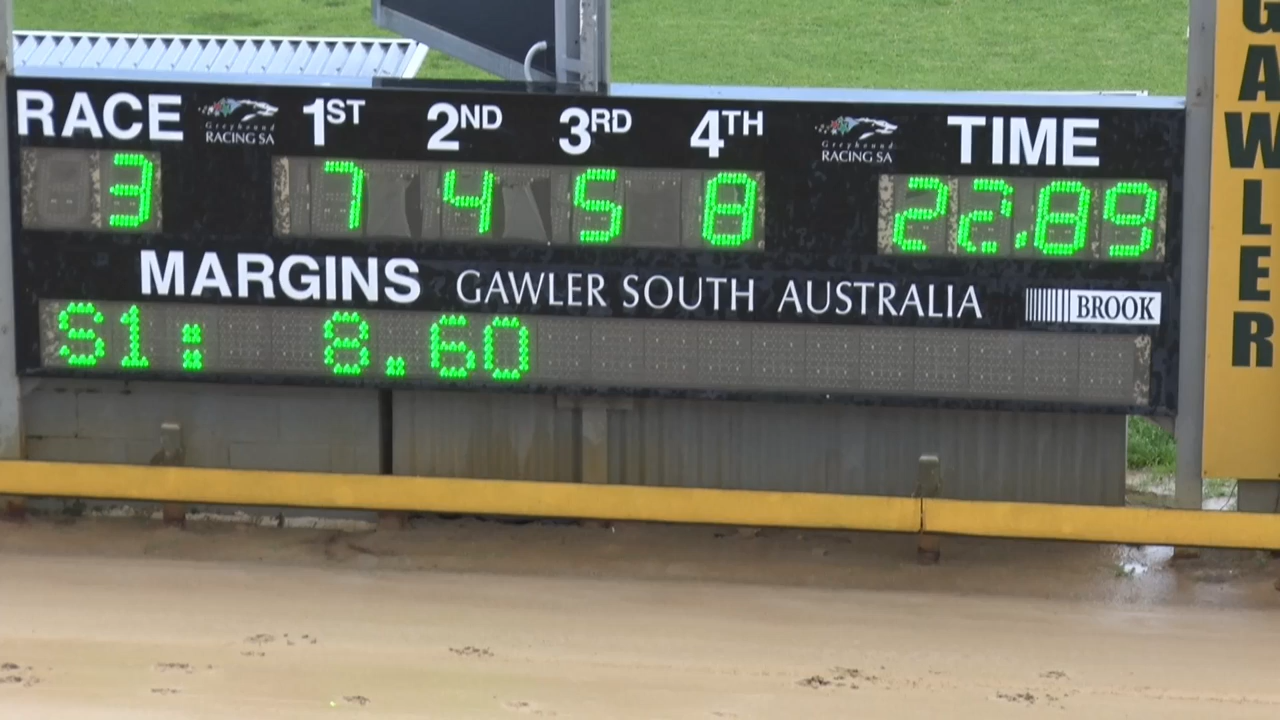 RACE Greyhound RACING SA 1ST 2ND 3RD 4TH Greyhound RACING SA TIME
3 7 4 5 8 22.89
MARGINS GAWLER SOUTH AUSTRALIA BROOK
S1: 8.60
GAWLER